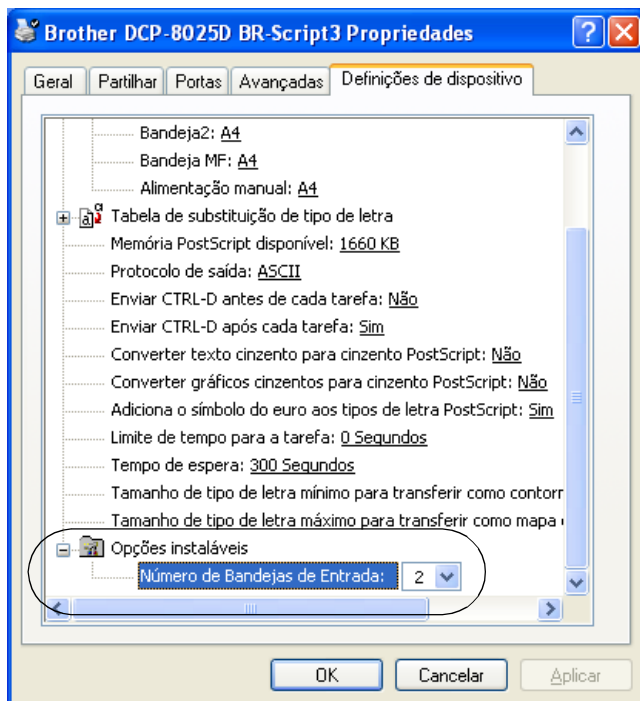 Brother DCP-8025D BR-Script3 Propriedades
Geral Partilhar Portas Avançadas Definições de dispositivo
Bandeja2: A4
Bandeja MF: A4
Alimentação manual: A4
Tabela de substituição de tipo de letra
Memória PostScript disponível: 1660 KB
Protocolo de saída: ASCII
Enviar CTRL-D antes de cada tarefa: Não
Enviar CTRL-D após cada tarefa: Sim
Converter texto cinzento para cinzento PostScript: Não
Converter gráficos cinzentos para cinzento PostScript: Não
Adiciona o símbolo do euro aos tipos de letra PostScript: Sim
Limite de tempo para a tarefa: 0 Segundos
Tempo de espera: 300 Segundos
Tamanho de tipo de letra mínimo para transferir como
Tamanho de tipo de letra máximo para transferir como mapa
Opções instaláveis
Número de Bandejas de Entrada: 2
OK Cancelar Aplicar